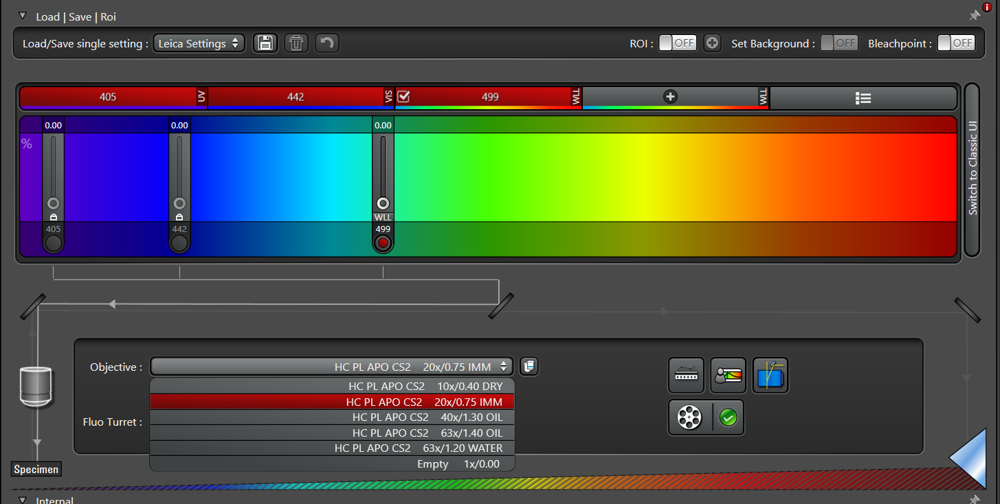 Load | Save | Roi
i
Load/Save single setting : Leica Settings ROI : OFF Set Background : OFF Bleachpoint : OFF
405 UV 442 VIS 499 WLL WLL
Switch to Classic UI
0.00 0.00 0.00
%
WLL
405 442 499
Objective : HC PL APO CS2 20x/0.75 IMM
HC PL APO CS2 10x/0.40 DRY
HC PL APO CS2 20x/0.75 IMM
Fluo Turret : HC PL APO CS2 40x/1.30 OIL
HC PL APO CS2 63x/1.40 OIL
HC PL APO CS2 63x/1.20 WATER
Empty 1x/0.00
Specimen
Internal